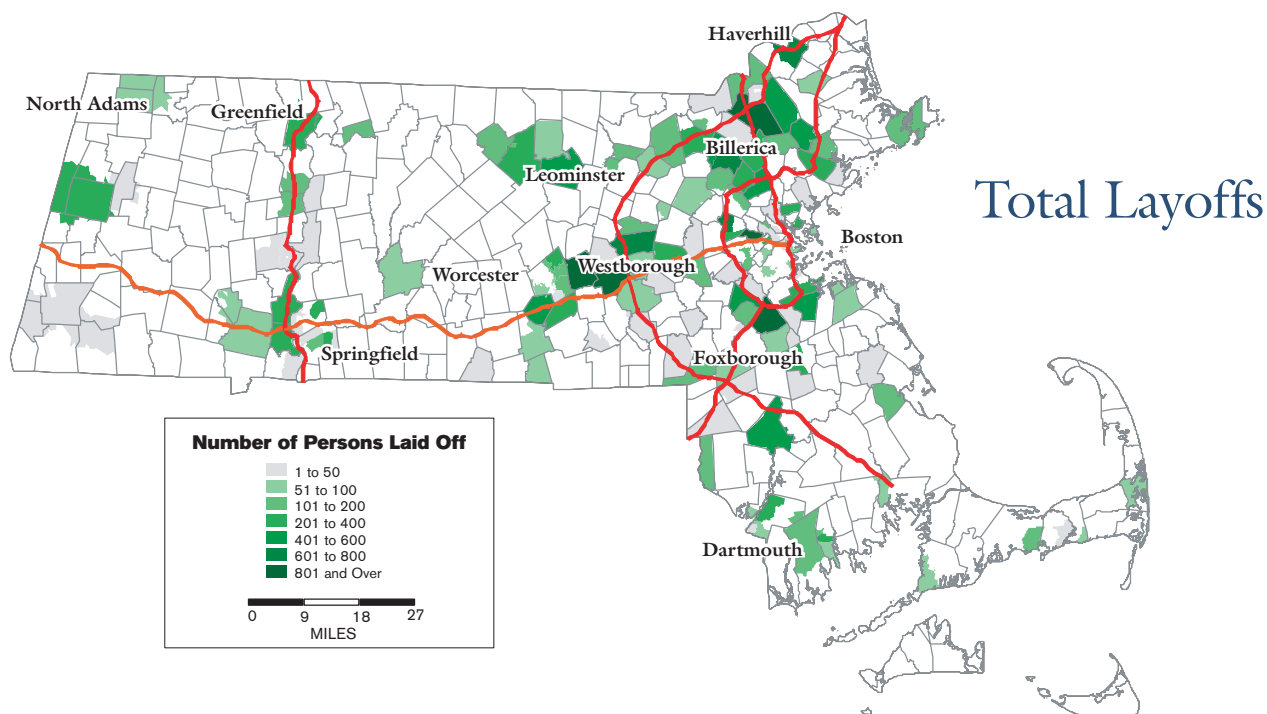 Haverhill
North Adams
Greenfield
Billerica
Leominster
Total Layoffs
Boston
Westborough
Worcester
Springfield
Foxborough
Number of Persons Laid Off
1 to 50
51 to 100
101 to 200
201 to 400
401 to 600
601 to 800
801 and Over
Dartmouth
0 9 18 27
MILES